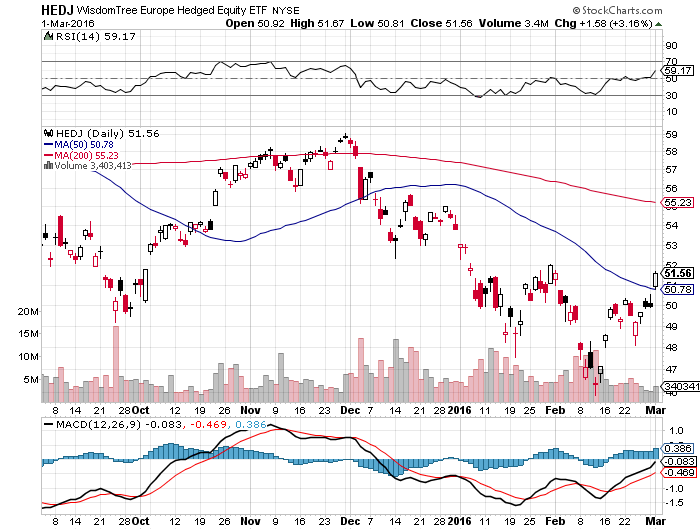 HEDJ WisdomTree Europe Hedged Equity ETF NYSE © StockCharts.com
1-Mar-2016 Open 50.92 High 51.67 Low 50.81 Close 51.56 Volume 3.4M Chg +1.58 (+3.16%)
RSI(14) 59.17
90
70
59.17
50
30
10
HEDJ (Daily) 51.56
MA(50) 50.78
MA(200) 55.23
Volume 3,403,413
59
58
57
56
55.23
55
54
53
52
51.56
50.78
50
49
48
47
46
20M
15M
10M
5M
3403413
8 14 21 28 Oct 12 19 26 Nov 9 16 23 Dec 7 14 21 28 2016 11 19 25 Feb 8 16 22 Mar
MACD(12,26,9) -0.083, -0.469, 0.386
1.0
0.386
-0.083
-0.469
-1.0
-1.5
8 14 21 28 Oct 12 19 26 Nov 9 16 23 Dec 7 14 21 28 2016 11 19 25 Feb 8 16 22 Mar